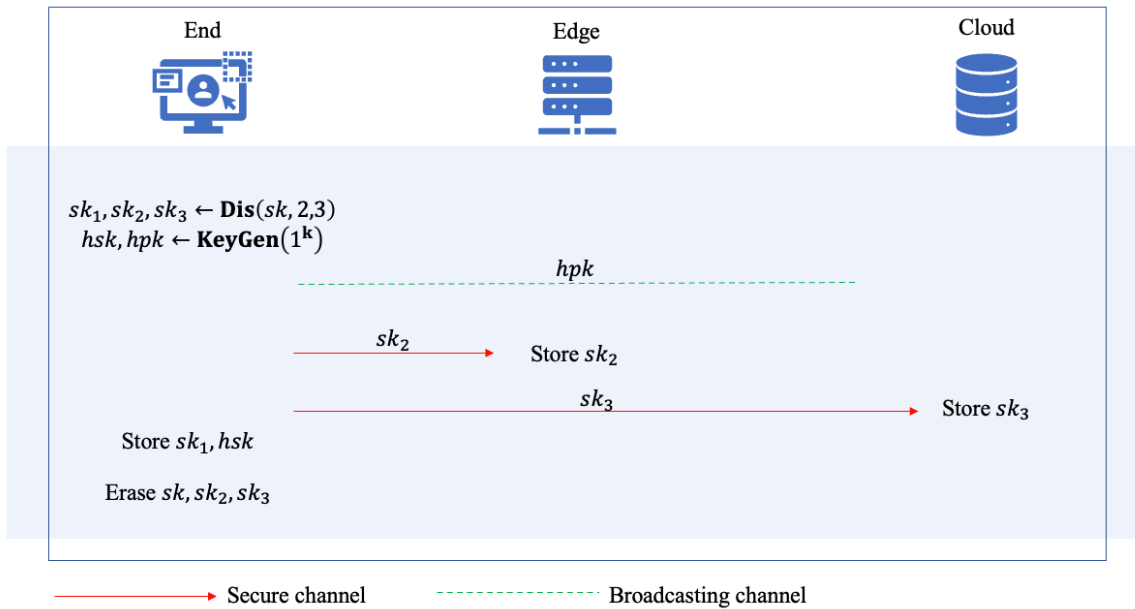 End
Edge
Cloud
sk₁, sk₂, sk₃ ← Dis(sk, 2,3)
hsk, hpk ← KeyGen(1ᵏ)
hpk
sk₂
Store sk₂
sk₃
Store sk₃
Store sk₁, hsk
Erase sk, sk₂, sk₃
Secure channel
Broadcasting channel